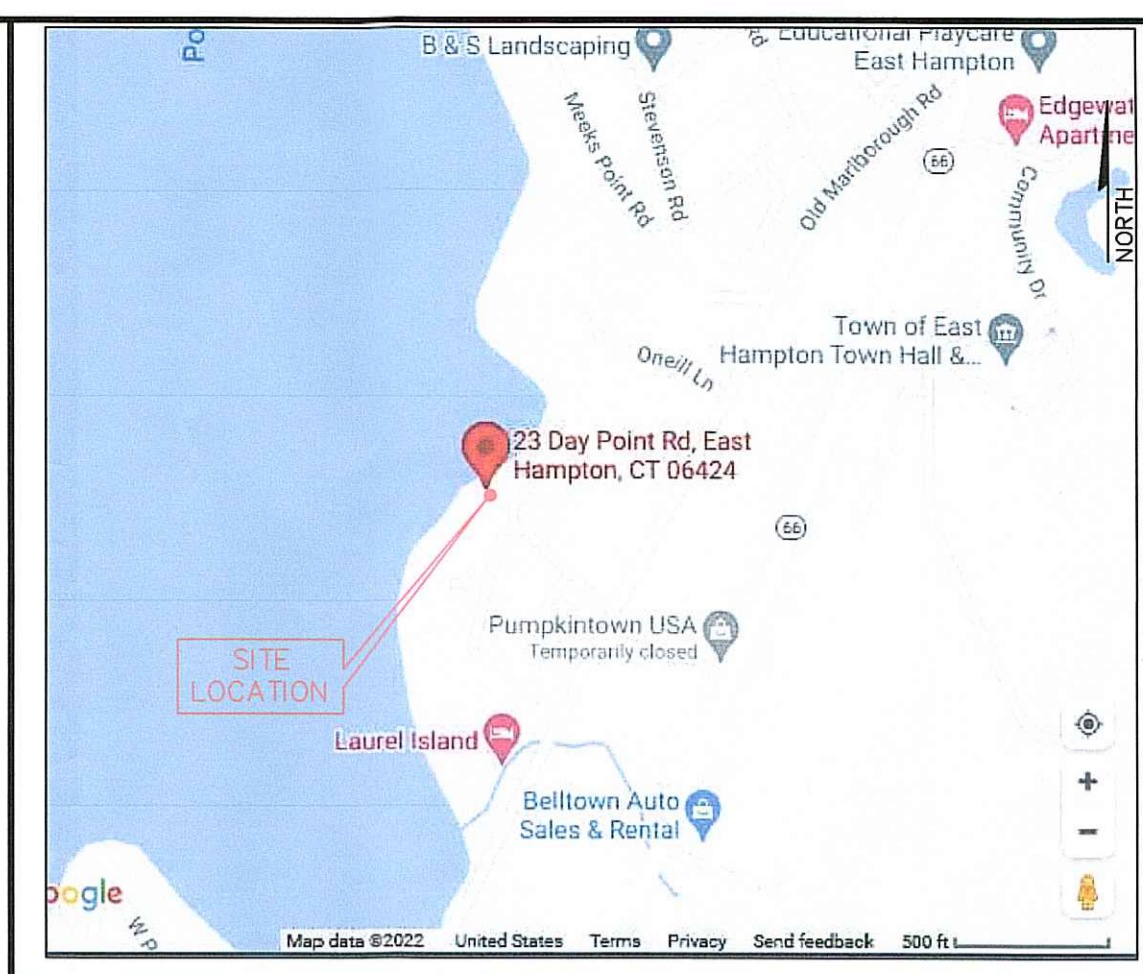 Po
B & S Landscaping
Rd
Educational Playcare
East Hampton
Meeks Point Rd
Stevenson Rd
Old Marlborough Rd
66
Edgewat
Apartme
Community Dr
NORTH
Town of East
Hampton Town Hall &...
Oneill Ln
23 Day Point Rd, East
Hampton, CT 06424
66
Pumpkintown USA
Temporarily closed
SITE
LOCATION
Laurel Island
Belltown Auto
Sales & Rental
oogle
W P
Map data ©2022 United States Terms Privacy Send feedback 500 ft